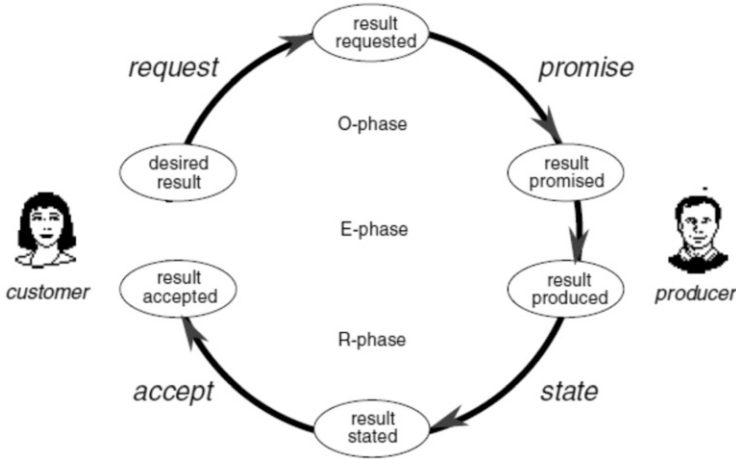 result
requested
request
promise
O-phase
desired
result
result
promised
E-phase
customer
result
accepted
result
produced
producer
R-phase
accept
state
result
stated